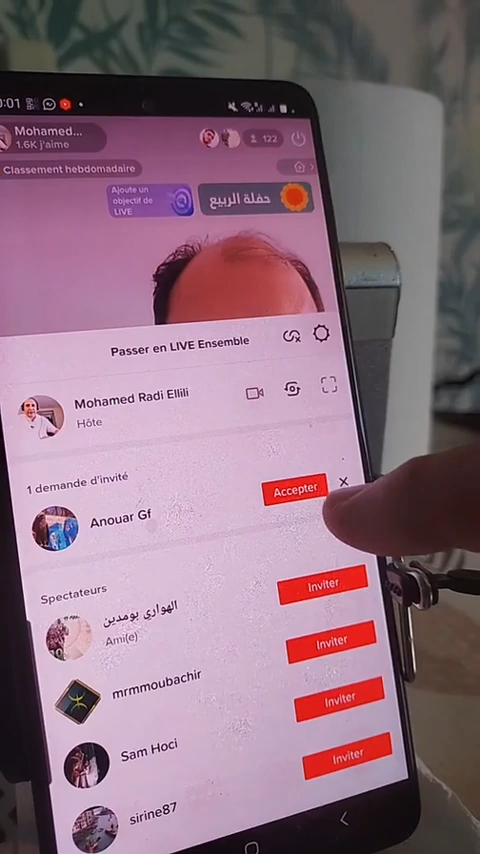 0:01
Mohamed...
1.6K j'aime
122
Classement hebdomadaire
Ajoute un
objectif de
LIVE
حفلة الربيع
Passer en LIVE Ensemble
Mohamed Radi Ellili
Hôte
1 demande d'invité
Anouar Gf
Accepter
Spectateurs
الهواري بومدين
Ami(e)
Inviter
mrmmoubachir
Inviter
Sam Hoci
Inviter
sirine87
Inviter